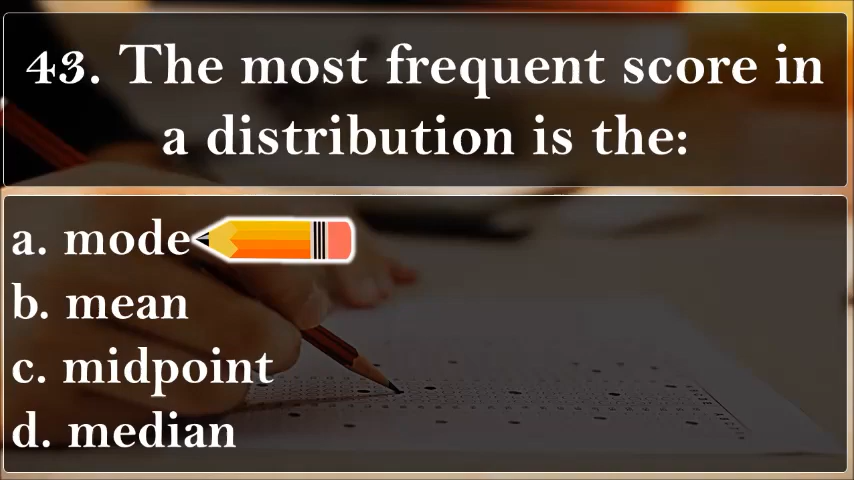 43. The most frequent score in
a distribution is the:
a. mode
b. mean
c. midpoint
d. median